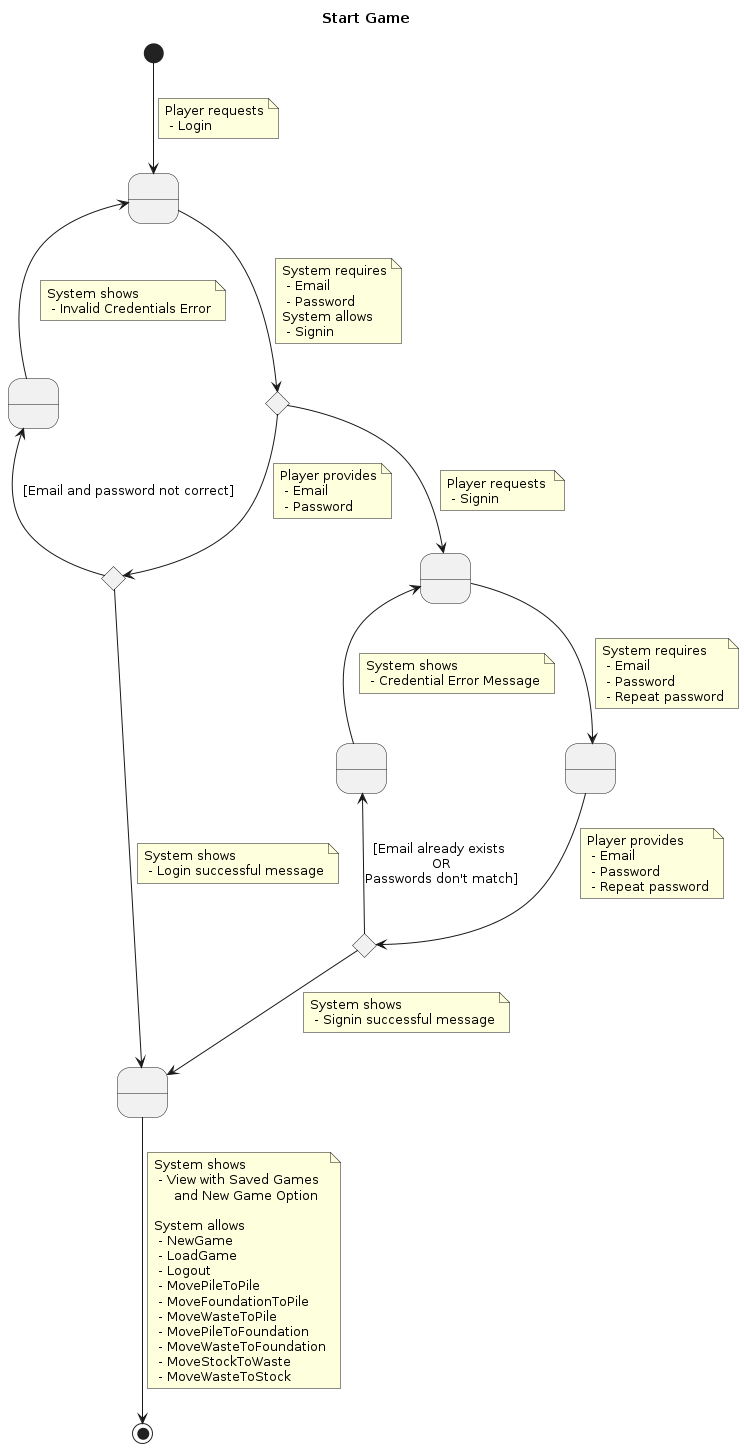 Start Game
Player requests
- Login
System requires
- Email
- Password
System allows
- Signin
System shows
- Invalid Credentials Error
Player provides
- Email
- Password
Player requests
- Signin
[Email and password not correct]
System requires
- Email
- Password
- Repeat password
System shows
- Credential Error Message
Player provides
- Email
- Password
- Repeat password
[Email already exists
OR
Passwords don't match]
System shows
- Login successful message
System shows
- Signin successful message
System shows
- View with Saved Games
and New Game Option
System allows
- NewGame
- LoadGame
- Logout
- MovePileToPile
- MoveFoundationToPile
- MoveWasteToPile
- MovePileToFoundation
- MoveWasteToFoundation
- MoveStockToWaste
- MoveWasteToStock